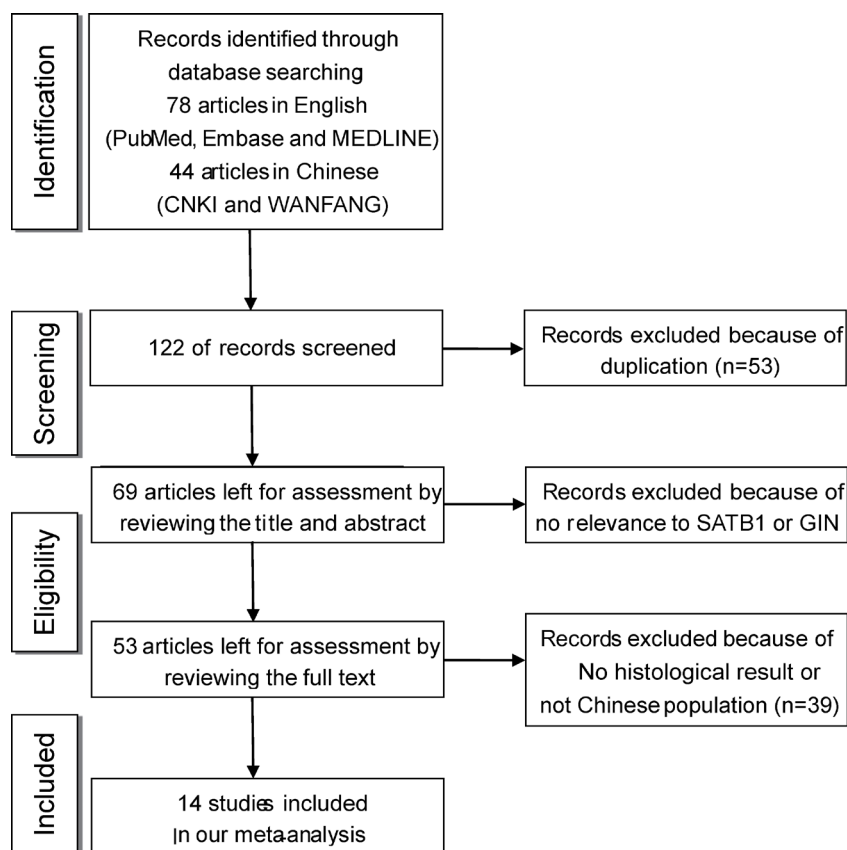 Identification
Records identified through
database searching
78 articles in English
(PubMed, Embase and MEDLINE)
44 articles in Chinese
(CNKI and WANFANG)
Screening
122 of records screened
Records excluded because of
duplication (n=53)
Eligibility
69 articles left for assessment by
reviewing the title and abstract
Records excluded because of
no relevance to SATB1 or GIN
53 articles left for assessment by
reviewing the full text
Records excluded because of
No histological result or
not Chinese population (n=39)
Included
14 studies included
In our meta-analysis